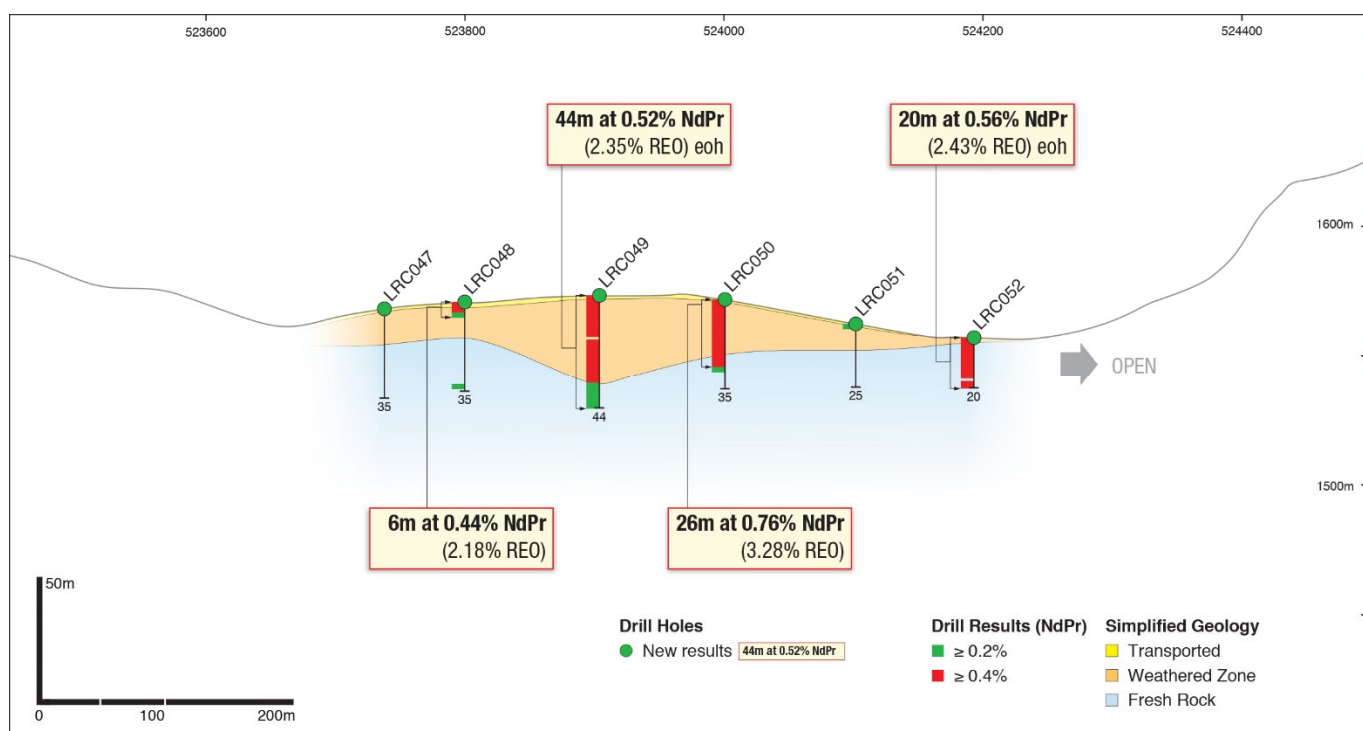 523600
523800
524000
524200
524400
44m at 0.52% NdPr
(2.35% REO) eoh
20m at 0.56% NdPr
(2.43% REO) eoh
1600m
LRC047
LRC048
LRC049
LRC050
LRC051
LRC052
OPEN
35
35
44
35
25
20
1500m
6m at 0.44% NdPr
(2.18% REO)
26m at 0.76% NdPr
(3.28% REO)
50m
0
100
200m
Drill Holes
New results 44m at 0.52% NdPr
Drill Results (NdPr)
≥ 0.2%
≥ 0.4%
Simplified Geology
Transported
Weathered Zone
Fresh Rock